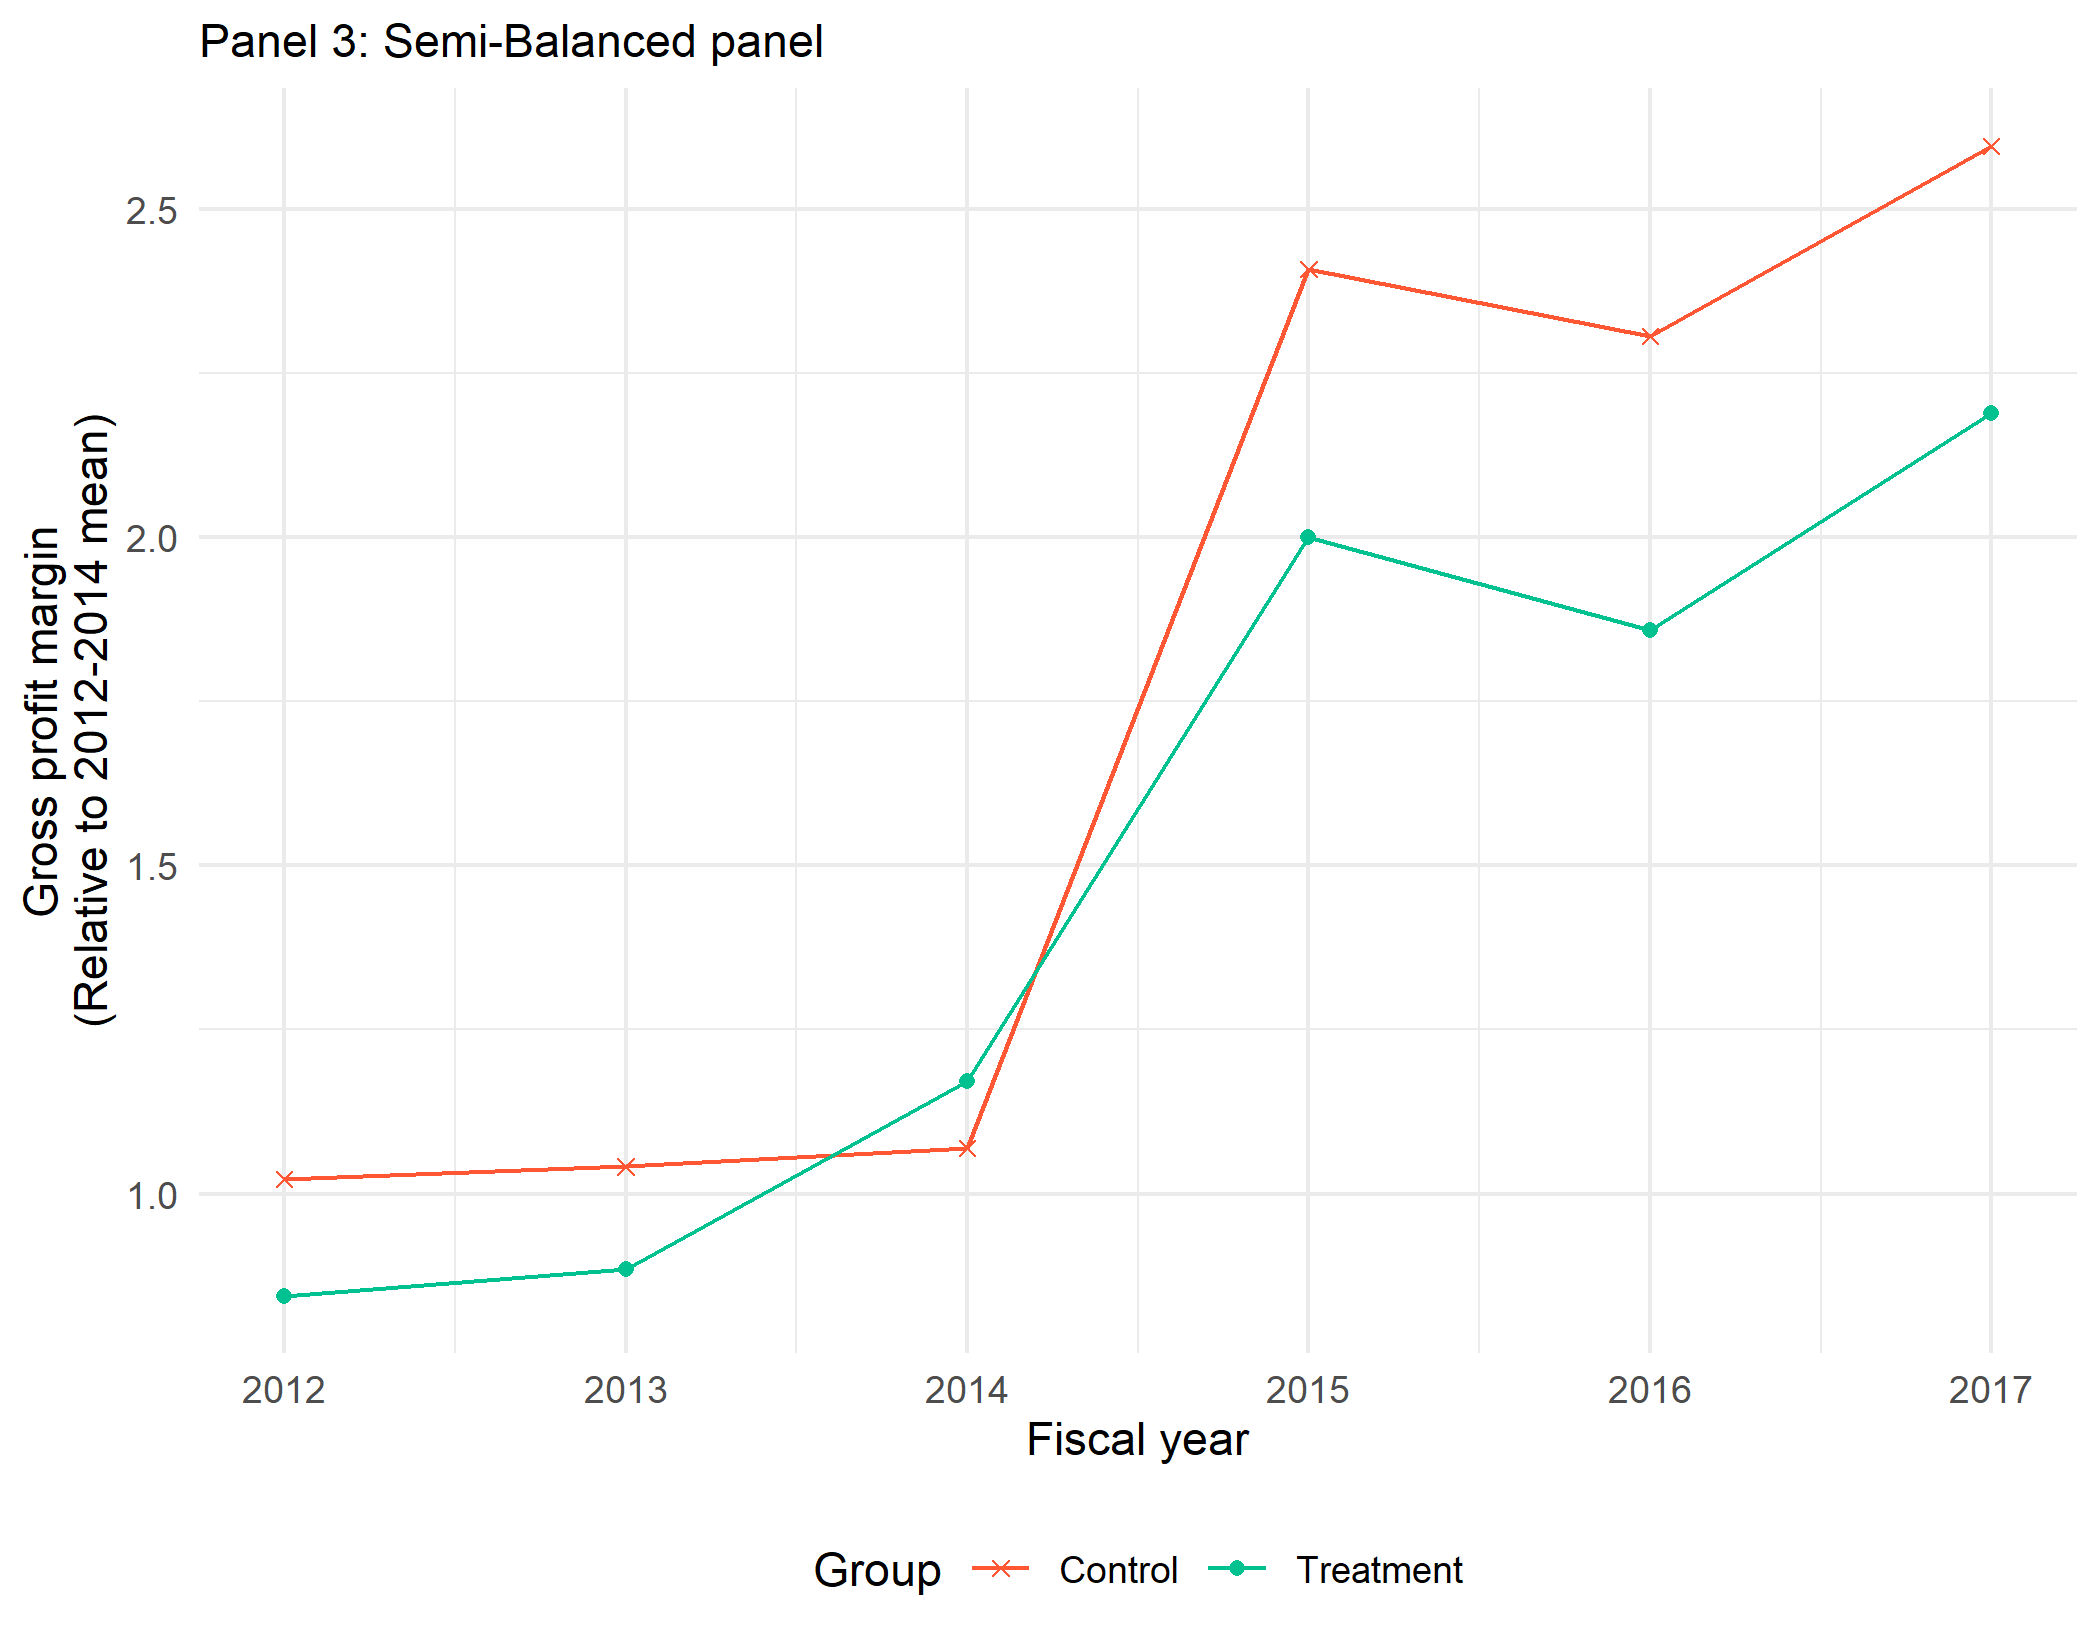 Panel 3: Semi-Balanced panel
Gross profit margin
(Relative to 2012-2014 mean)
2.5
2.0
1.5
1.0
2012 2013 2014 2015 2016 2017
Fiscal year
Group Control Treatment